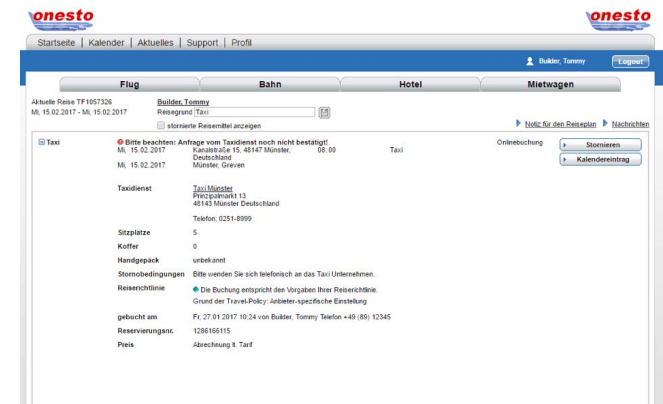 onesto
onesto
Startseite | Kalender | Aktuelles | Support | Profil
Builder, Tommy
Logout
Flug
Bahn
Hotel
Mietwagen
Aktuelle Reise TF1057326
Builder, Tommy
Mi, 15.02.2017 - Mi, 15.02.2017
Reisegrund Taxi
stornierte Reisemittel anzeigen
Notiz für den Reiseplan
Nachrichten
Taxi
Bitte beachten: Anfrage vom Taxidienst noch nicht bestätigt!
Onlinebuchung
Stornieren
Mi, 15.02.2017 Kanalstraße 15, 48147 Münster, 08:00 Taxi
Deutschland
Kalendereintrag
Mi, 15.02.2017 Münster, Greven
Taxidienst Taxi Münster
Prinzipalmarkt 13
48143 Münster Deutschland
Telefon: 0251-8999
Sitzplätze 5
Koffer 0
Handgepäck unbekannt
Stornobedingungen Bitte wenden Sie sich telefonisch an das Taxi Unternehmen.
Reiserichtlinie Die Buchung entspricht den Vorgaben Ihrer Reiserichtlinie.
Grund der Travel-Policy: Anbieter-spezifische Einstellung
gebucht am Fr, 27.01.2017 10:24 von Builder, Tommy Telefon +49 (89) 12345
Reservierungsnr. 1286166115
Preis Abrechnung lt. Tarif